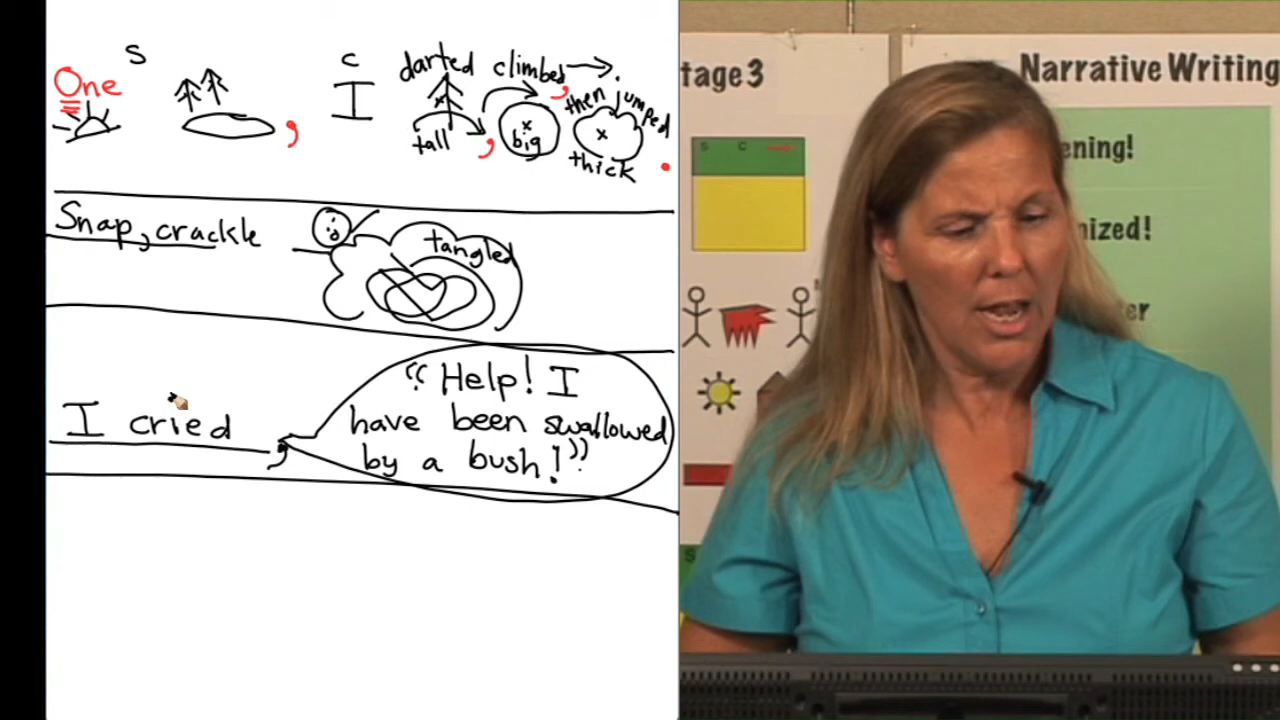 S
C
One
I
darted
climbed,
then jumped
tall
,
big
thick
.
Snap, crackle
tangled
I cried,
“Help! I
have been swallowed
by a bush!”
tage 3
Narrative Writing
S C
ening!
nized!
er
S